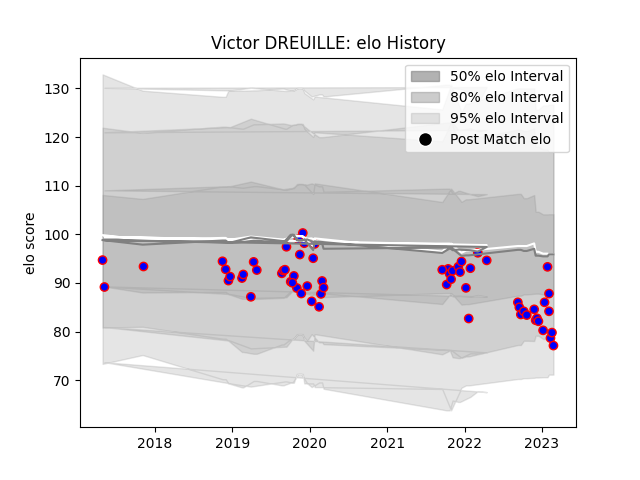 Victor DREUILLE: elo History
50% elo Interval
80% elo Interval
95% elo Interval
Post Match elo
elo score
130
120
110
100
90
80
70
2018 2019 2020 2021 2022 2023